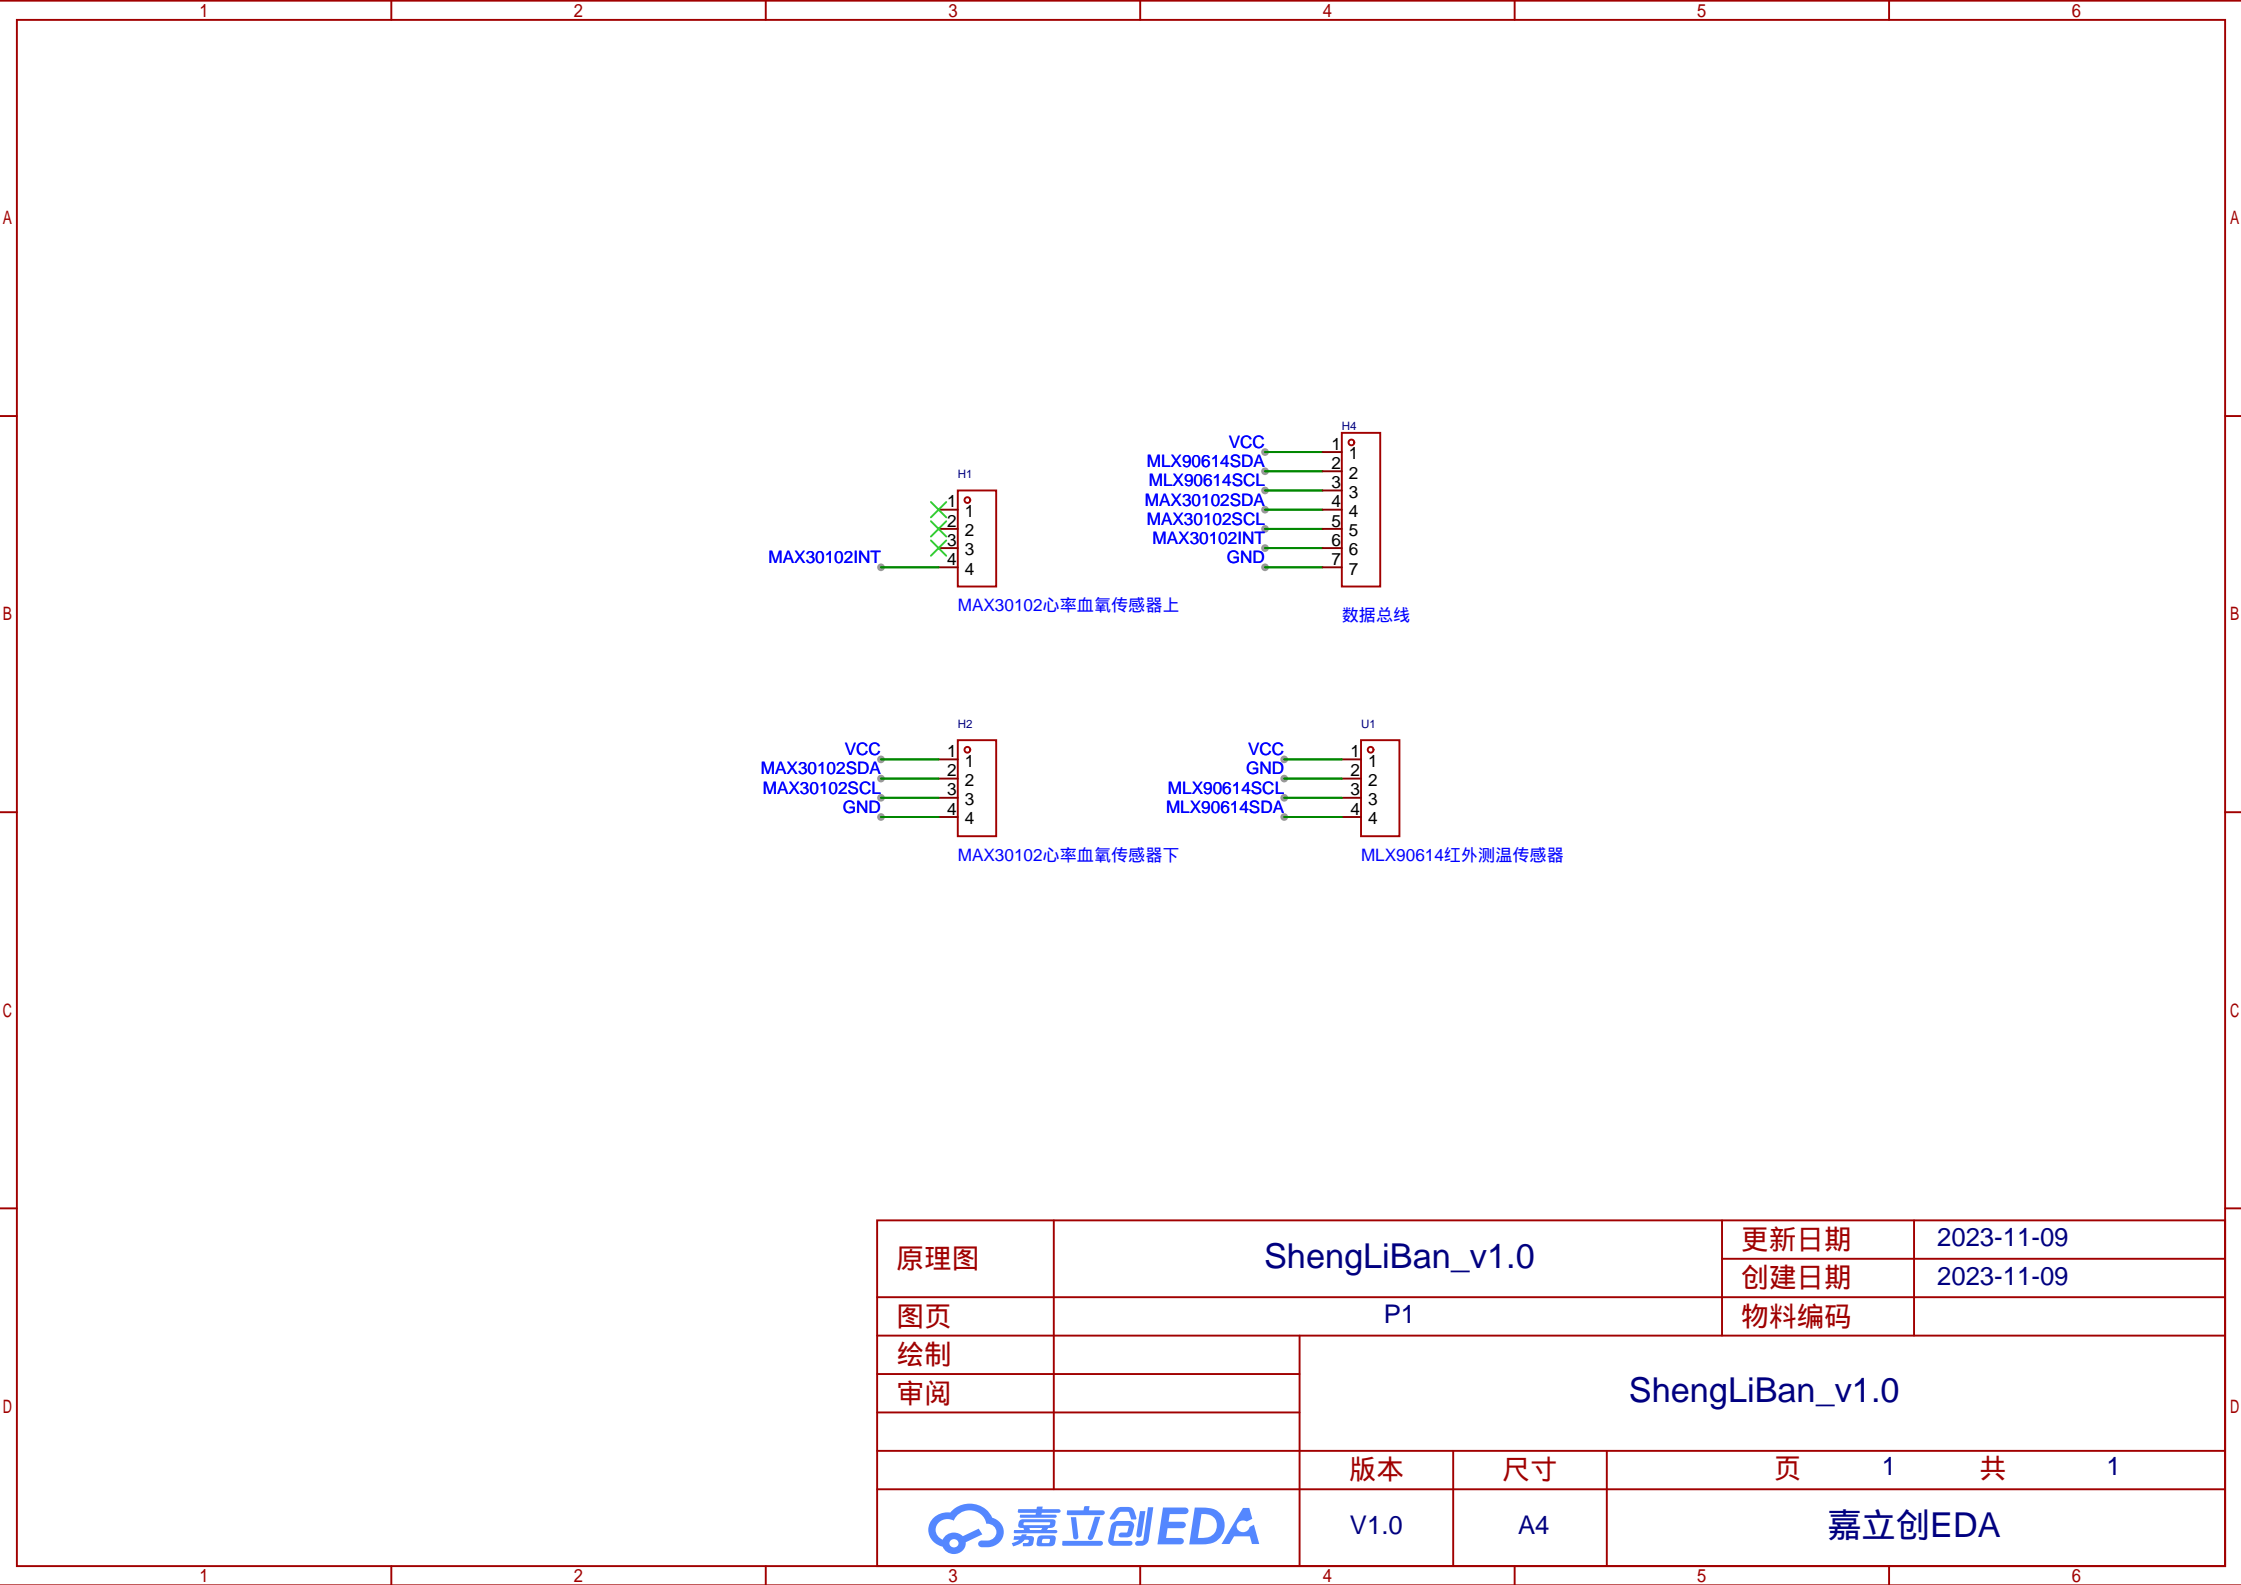 1 2 3 4 5 6
A A
H4
VCC 1 1
MLX90614SDA 2 2
MLX90614SCL 3 3
MAX30102SDA 4 4
MAX30102SCL 5 5
MAX30102INT 6 6
GND 7 7
数据总线
H1
1 1
2 2
3 3
MAX30102INT 4 4
MAX30102心率血氧传感器上
B B
H2
VCC 1 1
MAX30102SDA 2 2
MAX30102SCL 3 3
GND 4 4
MAX30102心率血氧传感器下
U1
VCC 1 1
GND 2 2
MLX90614SCL 3 3
MLX90614SDA 4 4
MLX90614红外测温传感器
C C
原理图 ShengLiBan_v1.0 更新日期 2023-11-09
创建日期 2023-11-09
图页 P1 物料编码
绘制
审阅 ShengLiBan_v1.0
D D
版本 尺寸 页 1 共 1
嘉立创EDA V1.0 A4 嘉立创EDA
1 2 3 4 5 6